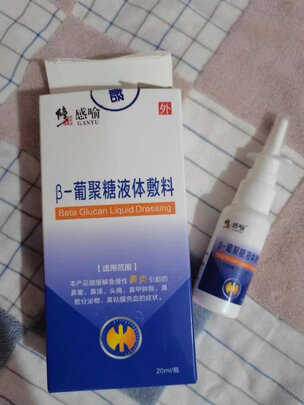 修正 感喻
GANYU
外
β-葡聚糖液体敷料
Beta Glucan Liquid Dressing
【适用范围】
本产品能缓解急慢性鼻炎引起的
鼻塞、鼻涕、头痛、鼻甲肿胀、鼻
腔分泌物、鼻粘膜充血的症状。
20ml/瓶
感喻
β-葡聚糖液体敷